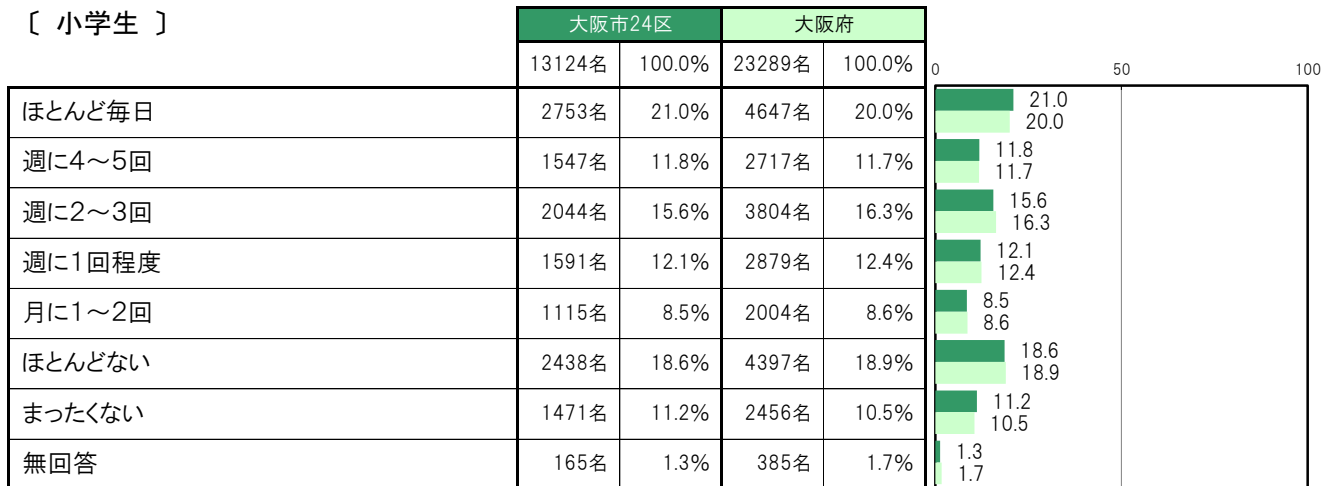 〔 小学生 〕
大阪市24区 大阪府
13124名 100.0% 23289名 100.0%
0 50 100
ほとんど毎日 2753名 21.0% 4647名 20.0% 21.0
20.0
週に4～5回 1547名 11.8% 2717名 11.7% 11.8
11.7
週に2～3回 2044名 15.6% 3804名 16.3% 15.6
16.3
週に1回程度 1591名 12.1% 2879名 12.4% 12.1
12.4
月に1～2回 1115名 8.5% 2004名 8.6% 8.5
8.6
ほとんどない 2438名 18.6% 4397名 18.9% 18.6
18.9
まったくない 1471名 11.2% 2456名 10.5% 11.2
10.5
無回答 165名 1.3% 385名 1.7% 1.3
1.7